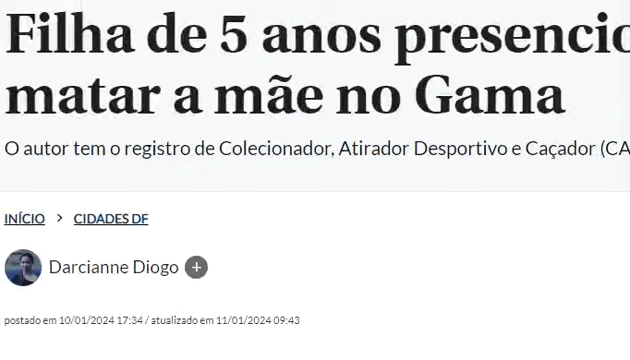 Filha de 5 anos presencio
matar a mãe no Gama
O autor tem o registro de Colecionador, Atirador Desportivo e Caçador (CA
INÍCIO > CIDADES DF
Darcianne Diogo +
postado em 10/01/2024 17:34 / atualizado em 11/01/2024 09:43